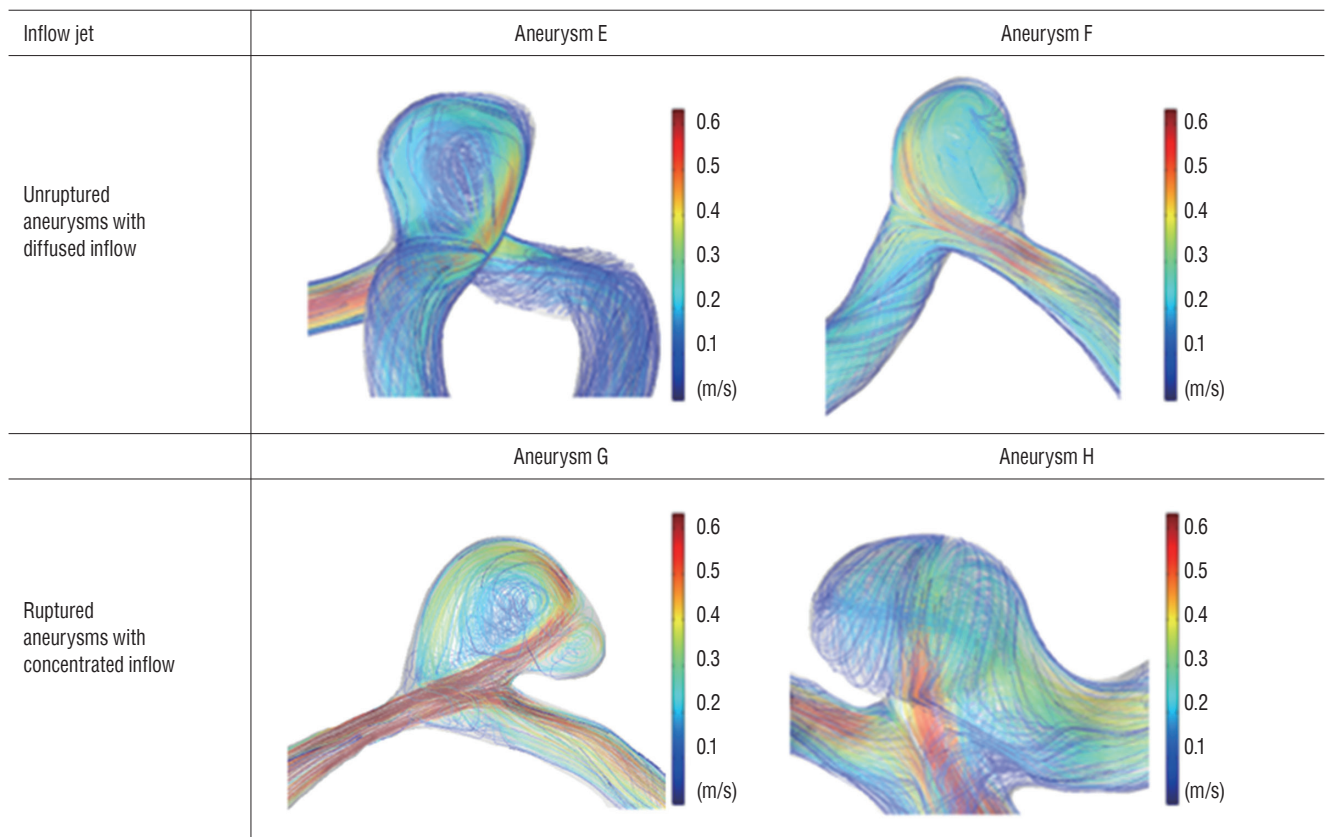 Inflow jet
Aneurysm E
Aneurysm F
Unruptured
aneurysms with
diffused inflow
0.6
0.5
0.4
0.3
0.2
0.1
(m/s)
0.6
0.5
0.4
0.3
0.2
0.1
(m/s)
Aneurysm G
Aneurysm H
Ruptured
aneurysms with
concentrated inflow
0.6
0.5
0.4
0.3
0.2
0.1
(m/s)
0.6
0.5
0.4
0.3
0.2
0.1
(m/s)